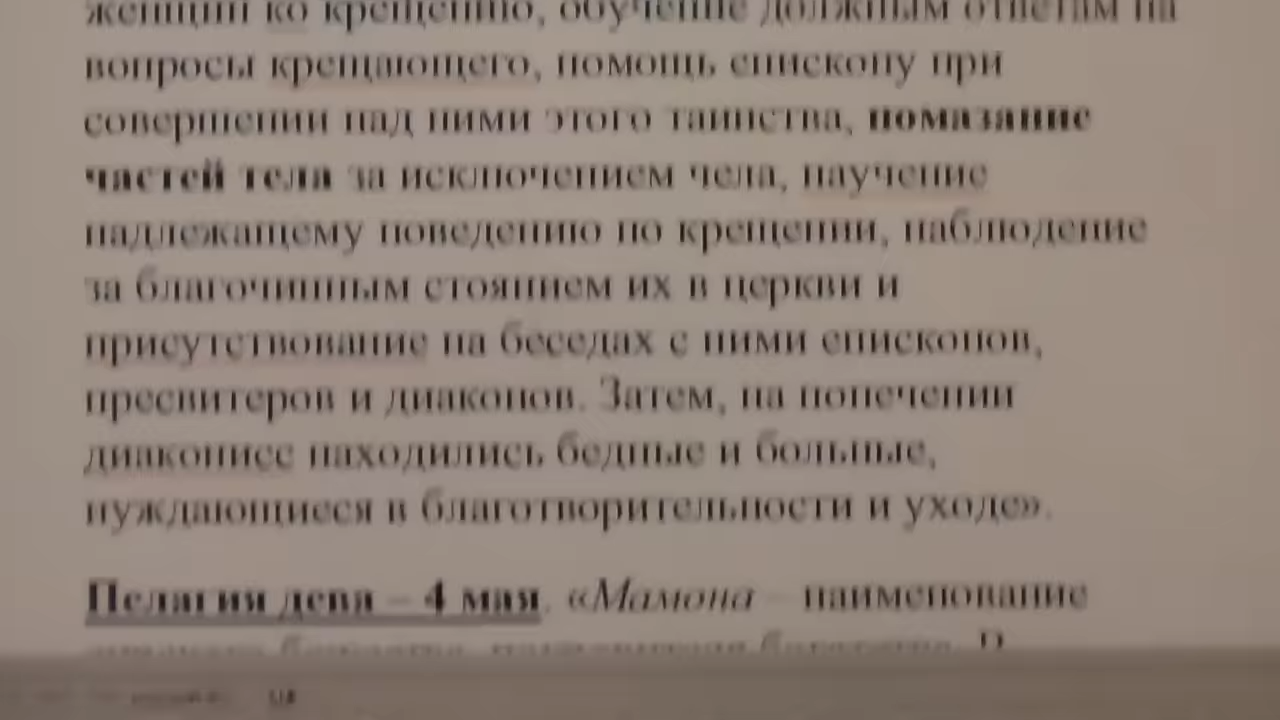 женщин ко крещению, обучение должным ответам на
вопросы крещающего, помощь епископу при
совершении над ними этого таинства, помазание
частей тела за исключением чела, научение
надлежащему поведению по крещении, наблюдение
за благочинным стоянием их в церкви и
присутствование на беседах с ними епископов,
пресвитеров и диаконов. Затем, на попечении
диаконисс находились бедные и больные,
нуждающиеся в благотворительности и уходе».
Пелагия дева – 4 мая. «Мамона – наименование